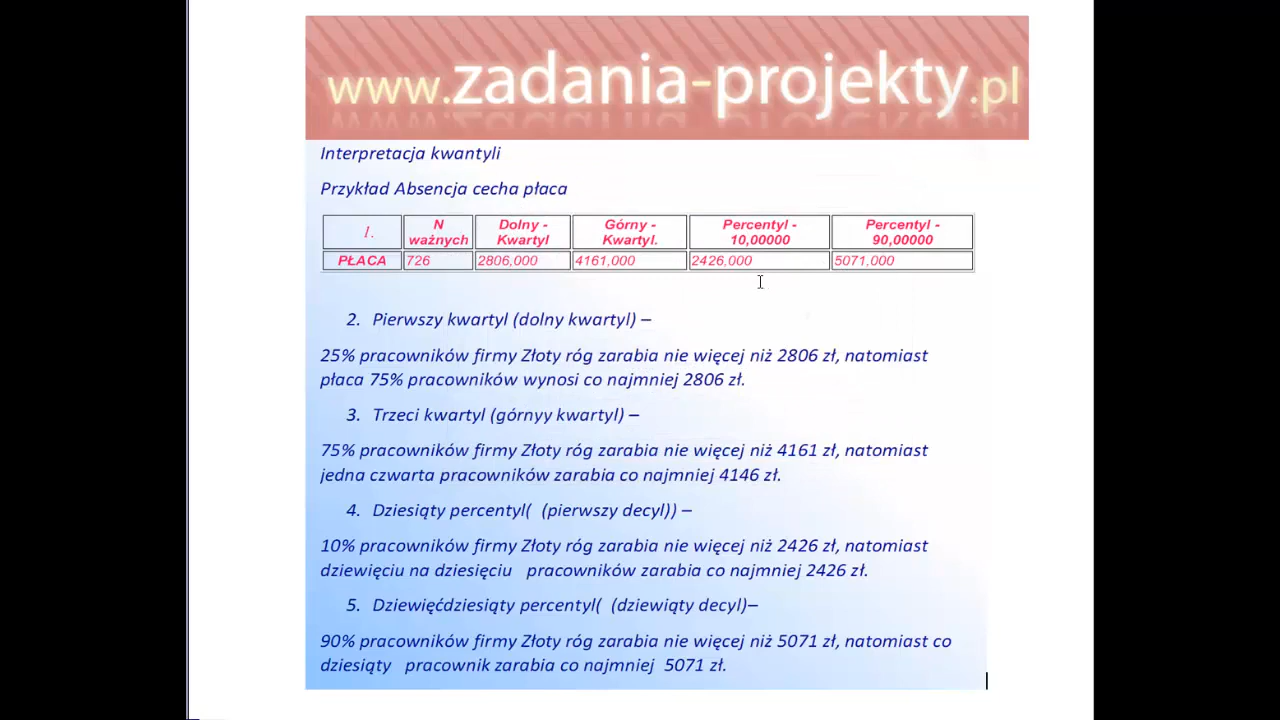 www.zadania-projekty.pl
Interpretacja kwantyli
Przykład Absencja cecha płaca
1. N ważnych Dolny - Kwartyl Górny - Kwartyl. Percentyl - 10,00000 Percentyl - 90,00000
PŁACA 726 2806,000 4161,000 2426,000 5071,000
2. Pierwszy kwartyl (dolny kwartyl) –
25% pracowników firmy Złoty róg zarabia nie więcej niż 2806 zł, natomiast
płaca 75% pracowników wynosi co najmniej 2806 zł.
3. Trzeci kwartyl (górnyy kwartyl) –
75% pracowników firmy Złoty róg zarabia nie więcej niż 4161 zł, natomiast
jedna czwarta pracowników zarabia co najmniej 4146 zł.
4. Dziesiąty percentyl( (pierwszy decyl)) –
10% pracowników firmy Złoty róg zarabia nie więcej niż 2426 zł, natomiast
dziewięciu na dziesięciu pracowników zarabia co najmniej 2426 zł.
5. Dziewięćdziesiąty percentyl( (dziewiąty decyl)–
90% pracowników firmy Złoty róg zarabia nie więcej niż 5071 zł, natomiast co
dziesiąty pracownik zarabia co najmniej 5071 zł.